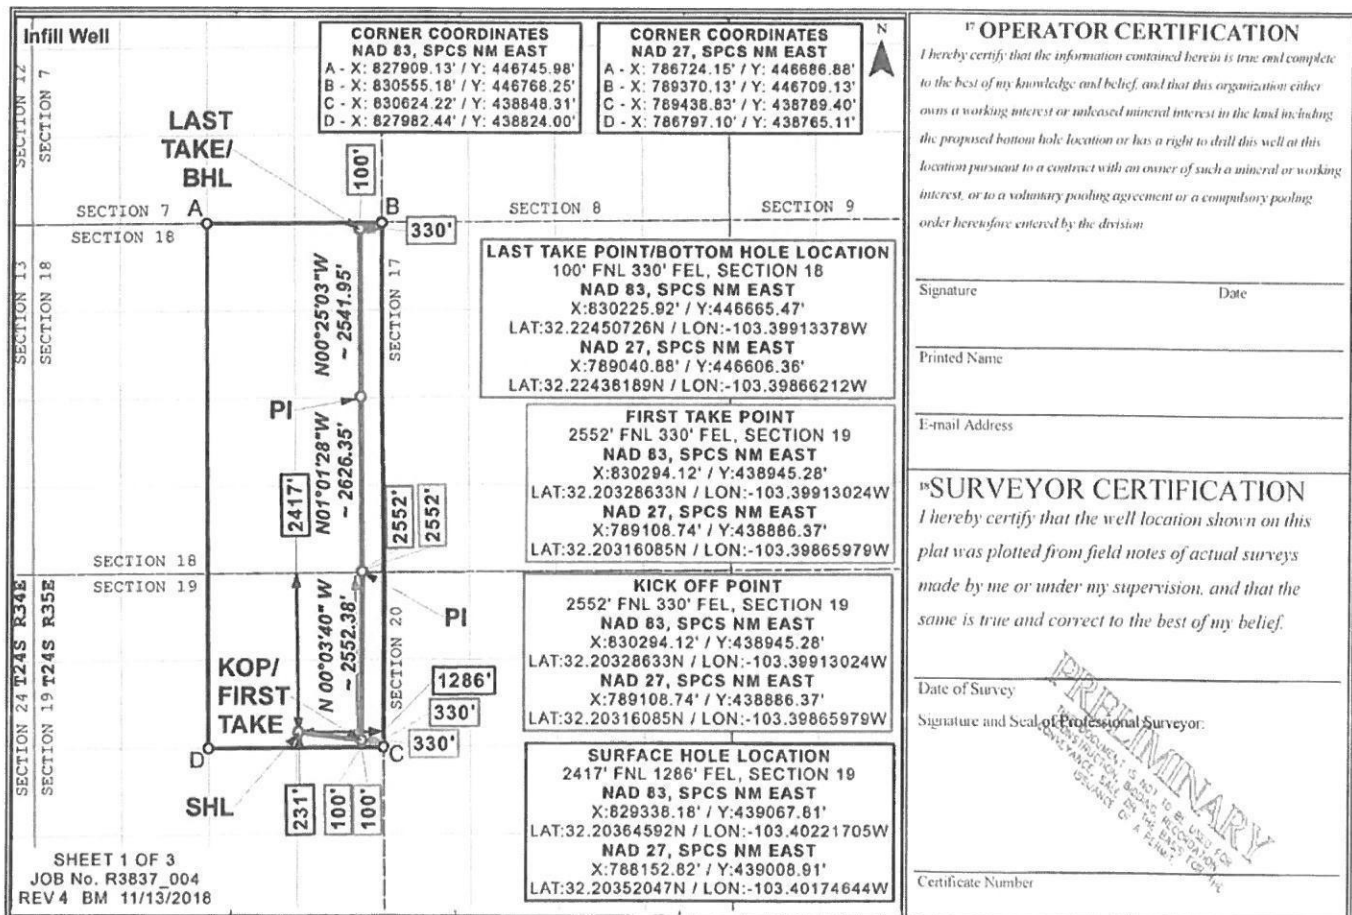 Infill Well
SECTION 12
SECTION 7
CORNER COORDINATES
NAD 83, SPCS NM EAST
A - X: 827909.13' / Y: 446745.98'
B - X: 830555.18' / Y: 446768.25'
C - X: 830624.22' / Y: 438848.31'
D - X: 827982.44' / Y: 438824.00'
CORNER COORDINATES
NAD 27, SPCS NM EAST
A - X: 786724.15' / Y: 446686.88'
B - X: 789370.13' / Y: 446709.13'
C - X: 789438.83' / Y: 438789.40'
D - X: 786797.10' / Y: 438765.11'
N
LAST
TAKE/
BHL
100'
SECTION 7
A
B
SECTION 8
SECTION 9
SECTION 18
330'
SECTION 13
SECTION 18
N00°25'03"W
~ 2541.95'
SECTION 17
LAST TAKE POINT/BOTTOM HOLE LOCATION
100' FNL 330' FEL, SECTION 18
NAD 83, SPCS NM EAST
X:830225.92' / Y:446665.47'
LAT:32.22450726N / LON:-103.39913378W
NAD 27, SPCS NM EAST
X:789040.88' / Y:446606.36'
LAT:32.22438189N / LON:-103.39866212W
PI
N01°01'28"W
~ 2626.35'
2417'
2552'
2552'
FIRST TAKE POINT
2552' FNL 330' FEL, SECTION 19
NAD 83, SPCS NM EAST
X:830294.12' / Y:438945.28'
LAT:32.20328633N / LON:-103.39913024W
NAD 27, SPCS NM EAST
X:789108.74' / Y:438886.37'
LAT:32.20316085N / LON:-103.39865979W
SECTION 18
SECTION 19
T24S R34E
T24S R35E
SECTION 24
SECTION 19
N 00°03'40" W
~ 2552.38'
PI
SECTION 20
KOP/
FIRST
TAKE
1286'
330'
330'
D
C
SHL
231'
100'
100'
KICK OFF POINT
2552' FNL 330' FEL, SECTION 19
NAD 83, SPCS NM EAST
X:830294.12' / Y:438945.28'
LAT:32.20328633N / LON:-103.39913024W
NAD 27, SPCS NM EAST
X:789108.74' / Y:438886.37'
LAT:32.20316085N / LON:-103.39865979W
SURFACE HOLE LOCATION
2417' FNL 1286' FEL, SECTION 19
NAD 83, SPCS NM EAST
X:829338.18' / Y:439067.81'
LAT:32.20364592N / LON:-103.40221705W
NAD 27, SPCS NM EAST
X:788152.82' / Y:439008.91'
LAT:32.20352047N / LON:-103.40174644W
SHEET 1 OF 3
JOB No. R3837_004
REV 4 BM 11/13/2018
17 OPERATOR CERTIFICATION
I hereby certify that the information contained herein is true and complete
to the best of my knowledge and belief, and that this organization either
owns a working interest or unleased mineral interest in the land including
the proposed bottom hole location or has a right to drill this well at this
location pursuant to a contract with an owner of such a mineral or working
interest, or to a voluntary pooling agreement or a compulsory pooling
order heretofore entered by the division
Signature Date
Printed Name
E-mail Address
18 SURVEYOR CERTIFICATION
I hereby certify that the well location shown on this
plat was plotted from field notes of actual surveys
made by me or under my supervision, and that the
same is true and correct to the best of my belief.
Date of Survey
Signature and Seal of Professional Surveyor:
PRELIMINARY
THIS DOCUMENT IS NOT TO BE USED FOR
CONSTRUCTION, BIDDING, RECORDATION,
CONVEYANCE, SALE, OR THE BASIS FOR THE
ISSUANCE OF A PERMIT.
Certificate Number